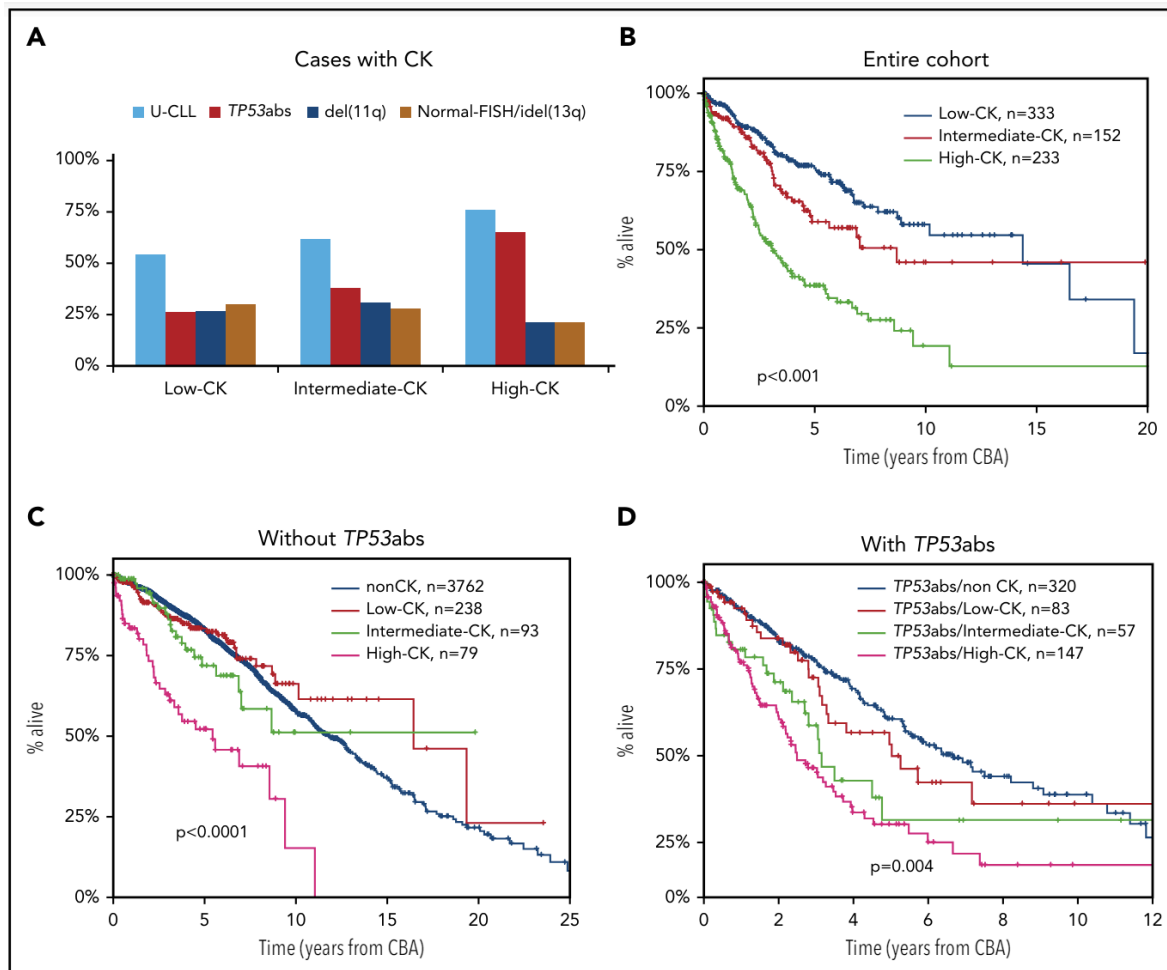 A
Cases with CK
U-CLL TP53abs del(11q) Normal-FISH/idel(13q)
100%
75%
50%
25%
0%
Low-CK Intermediate-CK High-CK
B
Entire cohort
Low-CK, n=333
Intermediate-CK, n=152
High-CK, n=233
100%
75%
50%
25%
0%
% alive
p<0.001
0 5 10 15 20
Time (years from CBA)
C
Without TP53abs
nonCK, n=3762
Low-CK, n=238
Intermediate-CK, n=93
High-CK, n=79
100%
75%
50%
25%
0%
% alive
p<0.0001
0 5 10 15 20 25
Time (years from CBA)
D
With TP53abs
TP53abs/non CK, n=320
TP53abs/Low-CK, n=83
TP53abs/Intermediate-CK, n=57
TP53abs/High-CK, n=147
100%
75%
50%
25%
0%
% alive
p=0.004
0 2 4 6 8 10 12
Time (years from CBA)